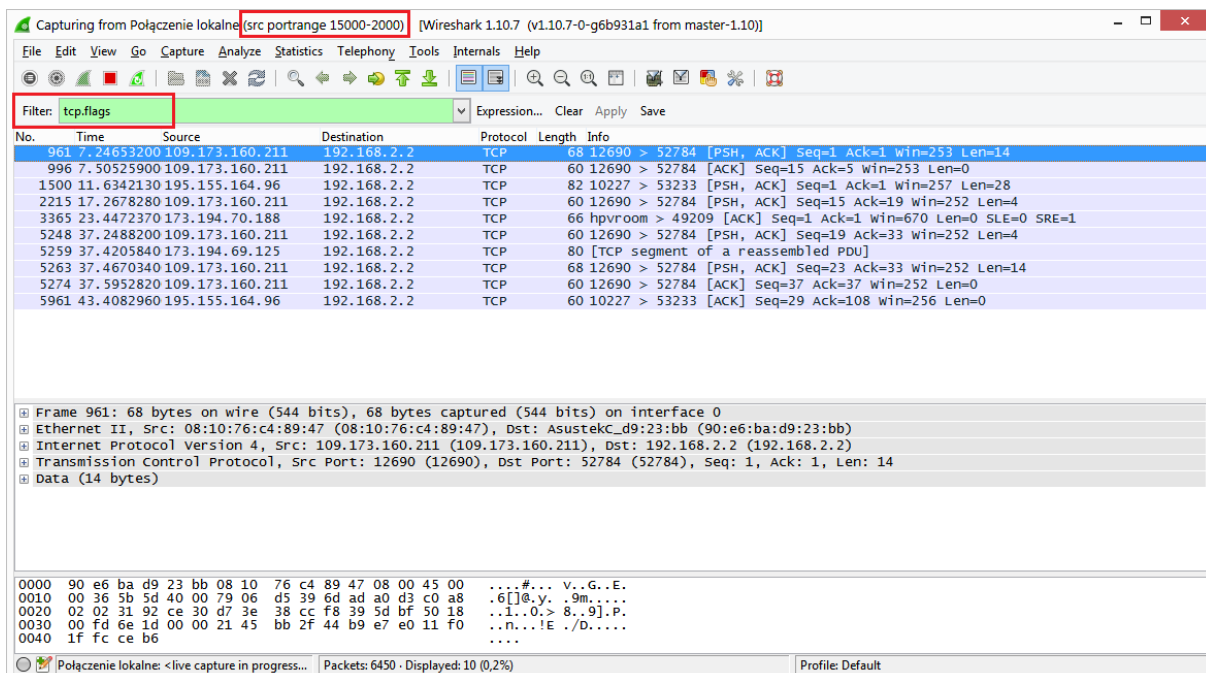 Capturing from Połączenie lokalne (src portrange 15000-2000) [Wireshark 1.10.7 (v1.10.7-0-g6b931a1 from master-1.10)]
File Edit View Go Capture Analyze Statistics Telephony Tools Internals Help
Filter: tcp.flags Expression... Clear Apply Save
No. Time Source Destination Protocol Length Info
961 7.24653200 109.173.160.211 192.168.2.2 TCP 68 12690 > 52784 [PSH, ACK] Seq=1 Ack=1 Win=253 Len=14
996 7.50525900 109.173.160.211 192.168.2.2 TCP 60 12690 > 52784 [ACK] Seq=15 Ack=5 Win=253 Len=0
1500 11.6342130 195.155.164.96 192.168.2.2 TCP 82 10227 > 53233 [PSH, ACK] Seq=1 Ack=1 Win=257 Len=28
2215 17.2678280 109.173.160.211 192.168.2.2 TCP 60 12690 > 52784 [PSH, ACK] Seq=15 Ack=19 Win=252 Len=4
3365 23.4472370 173.194.70.188 192.168.2.2 TCP 66 hpvroom > 49209 [ACK] Seq=1 Ack=1 Win=670 Len=0 SLE=0 SRE=1
5248 37.2488200 109.173.160.211 192.168.2.2 TCP 60 12690 > 52784 [PSH, ACK] Seq=19 Ack=33 Win=252 Len=4
5259 37.4205840 173.194.69.125 192.168.2.2 TCP 80 [TCP segment of a reassembled PDU]
5263 37.4670340 109.173.160.211 192.168.2.2 TCP 68 12690 > 52784 [PSH, ACK] Seq=23 Ack=33 Win=252 Len=14
5274 37.5952820 109.173.160.211 192.168.2.2 TCP 60 12690 > 52784 [ACK] Seq=37 Ack=37 Win=252 Len=0
5961 43.4082960 195.155.164.96 192.168.2.2 TCP 60 10227 > 53233 [ACK] Seq=29 Ack=108 Win=256 Len=0
Frame 961: 68 bytes on wire (544 bits), 68 bytes captured (544 bits) on interface 0
Ethernet II, Src: 08:10:76:c4:89:47 (08:10:76:c4:89:47), Dst: AsustekC_d9:23:bb (90:e6:ba:d9:23:bb)
Internet Protocol Version 4, Src: 109.173.160.211 (109.173.160.211), Dst: 192.168.2.2 (192.168.2.2)
Transmission Control Protocol, Src Port: 12690 (12690), Dst Port: 52784 (52784), Seq: 1, Ack: 1, Len: 14
Data (14 bytes)
0000 90 e6 ba d9 23 bb 08 10 76 c4 89 47 08 00 45 00 ....#... v..G..E.
0010 00 36 5b 5d 40 00 79 06 d5 39 6d ad a0 d3 c0 a8 .6[]@.y. .9m.....
0020 02 02 31 92 ce 30 d7 3e 38 cc f8 39 5d bf 50 18 ..1..0.> 8..9].P.
0030 00 fd 6e 1d 00 00 21 45 bb 2f 44 b9 e7 e0 11 f0 ..n...!E ./D.....
0040 1f fc ce b6 ....
Połączenie lokalne: <live capture in progress... Packets: 6450 · Displayed: 10 (0,2%) Profile: Default